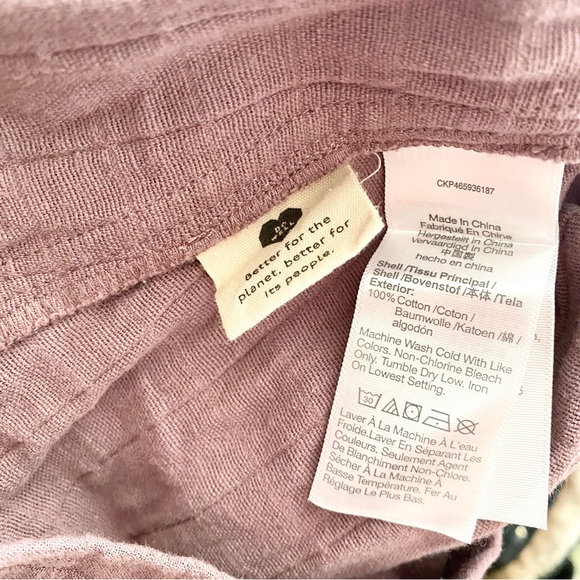 DO WELL
Better for the
planet, better for
its people.
CKP465936187
Made In China
Fabriqué En Chine
Hergestellt in China
Vervaardigd in China
中国製
hecho en china
Shell /Tissu Principal /
Shell /Bovenstof /本体 /Tela
Exterior:
100% Cotton /Coton /
Baumwolle /Katoen /綿 /
algodón
Machine Wash Cold With Like
Colors. Non-Chlorine Bleach
Only. Tumble Dry Low. Iron
On Lowest Setting.
30
Laver À La Machine À L'eau
Froide.Laver En Séparant Les
Couleurs. Seulement Agent
De Blanchiment Non-Chlore.
Sécher À La Machine À
Basse Température. Fer Au
Réglage Le Plus Bas.